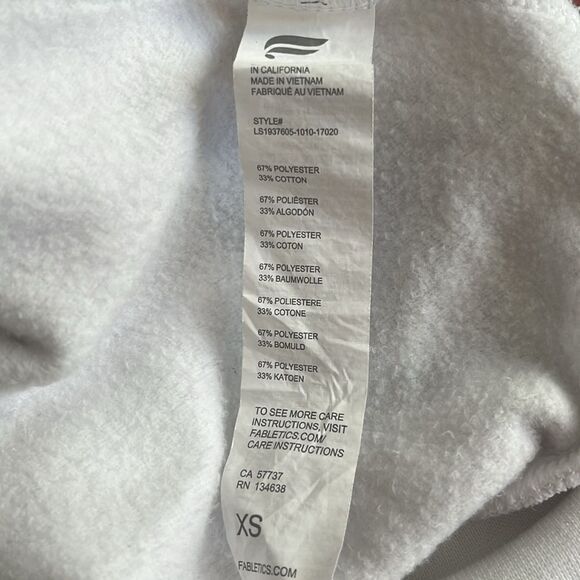 IN CALIFORNIA
MADE IN VIETNAM
FABRIQUÉ AU VIETNAM
STYLE#
LS1937605-1010-17020
67% POLYESTER
33% COTTON
67% POLIÉSTER
33% ALGODÓN
67% POLYESTER
33% COTON
67% POLYESTER
33% BAUMWOLLE
67% POLIESTERE
33% COTONE
67% POLYESTER
33% BOMULD
67% POLYESTER
33% KATOEN
TO SEE MORE CARE
INSTRUCTIONS, VISIT
FABLETICS.COM/
CARE INSTRUCTIONS
CA 57737
RN 134638
XS
FABLETICS.COM